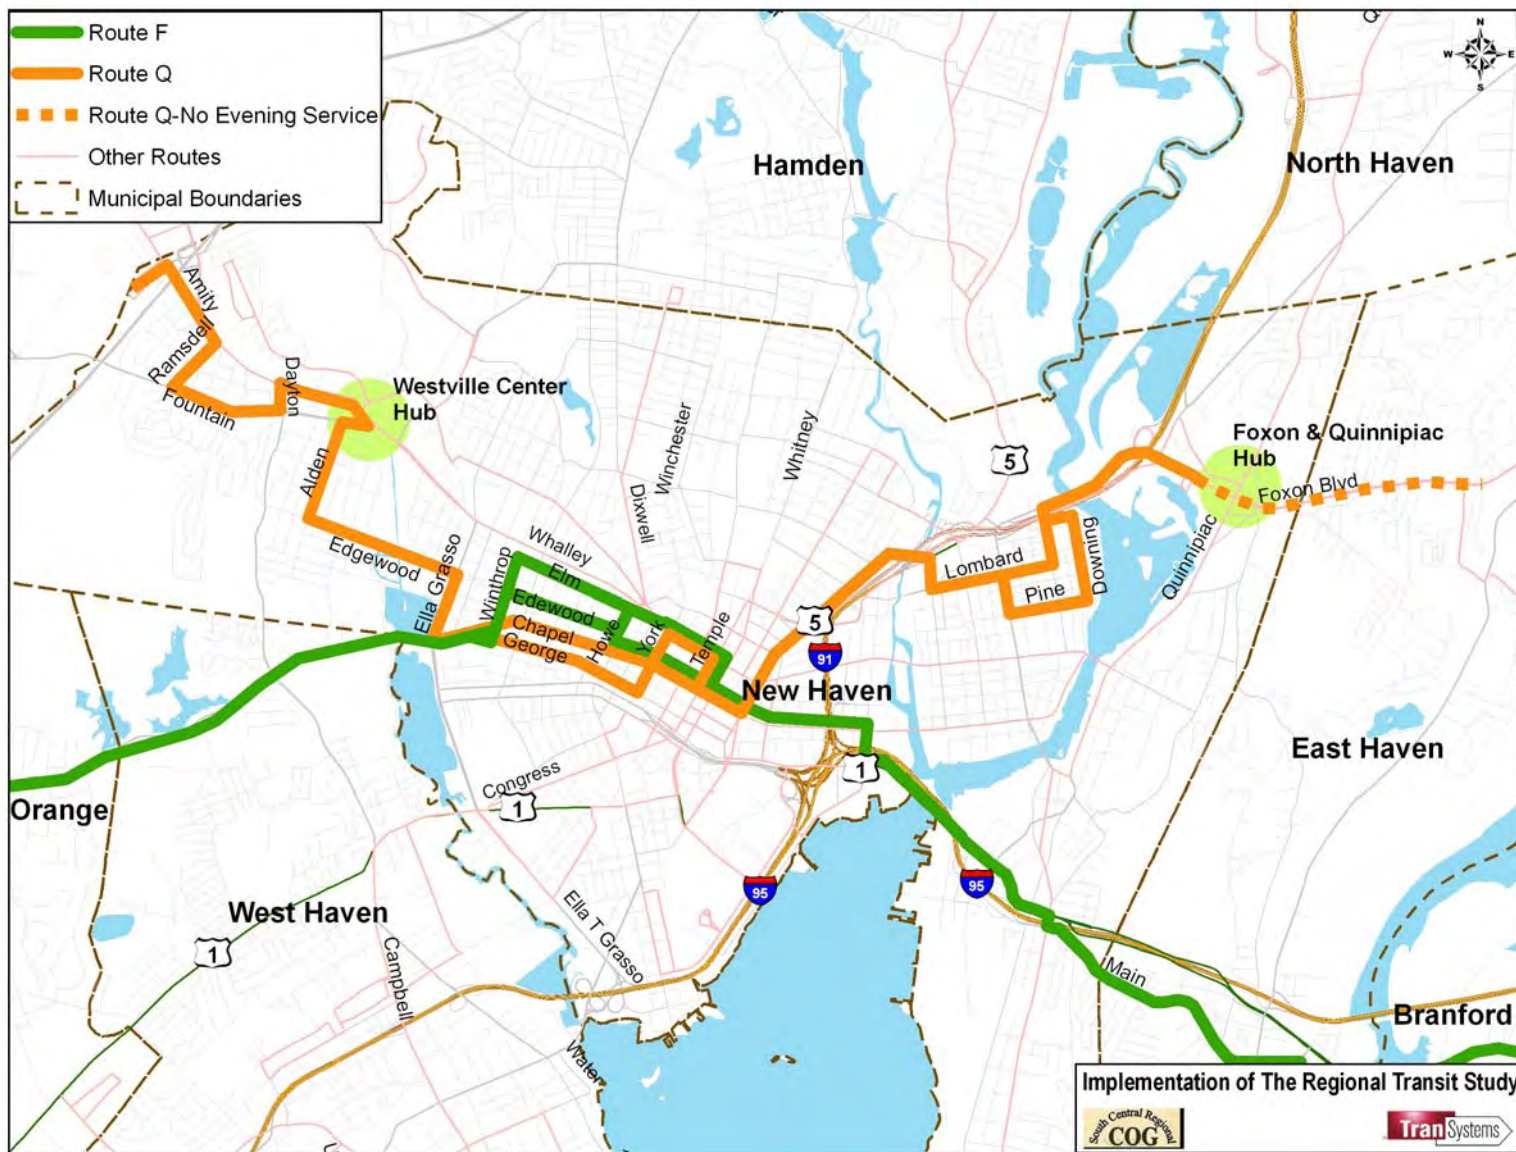 Route F
Route Q
Route Q-No Evening Service
Other Routes
Municipal Boundaries
N
W
E
S
Hamden
North Haven
Amity
Ramsdell
Fountain
Dayton
Westville Center
Hub
Alden
Winchester
Whitney
Dixwell
5
Foxon & Quinnipiac
Hub
Foxon Blvd
Edgewood
Ella Grasso
Winthrop
Whalley
Elm
Edewood
Chapel
George
Howe
York
Temple
Lombard
Pine
Downing
Quinnipiac
5
91
New Haven
1
East Haven
Orange
Congress
1
95
95
West Haven
1
Ella T Grasso
Campbell
Water
Main
Branford
Implementation of The Regional Transit Study
South Central Regional
COG
TranSystems